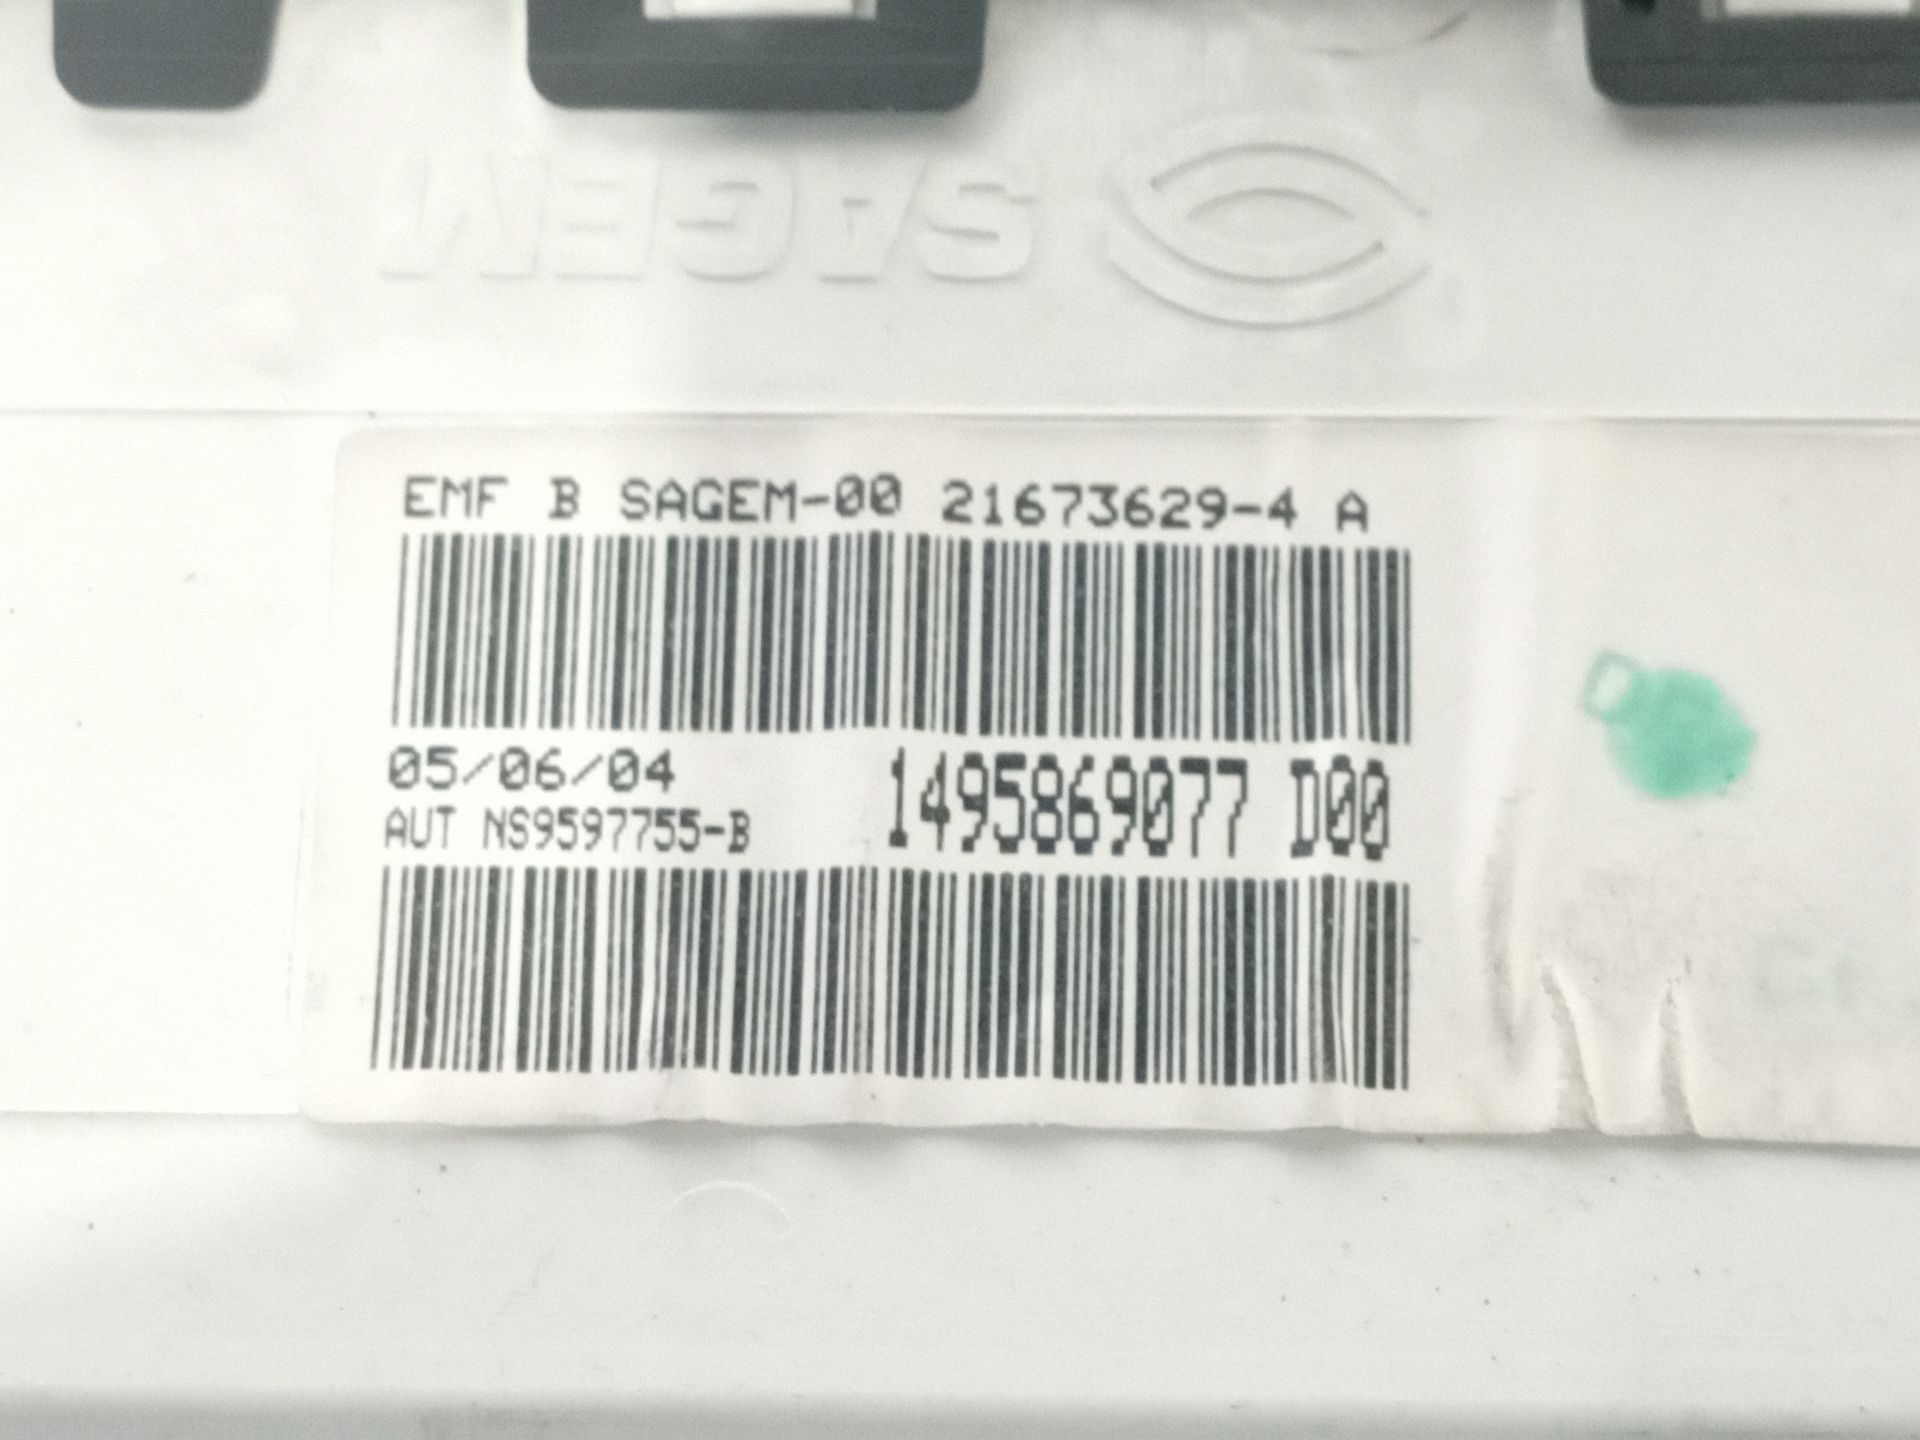 SAGEM
EMF B SAGEM-00 21673629-4 A
05/06/04
1495869077 D00
AUT NS9597755-B